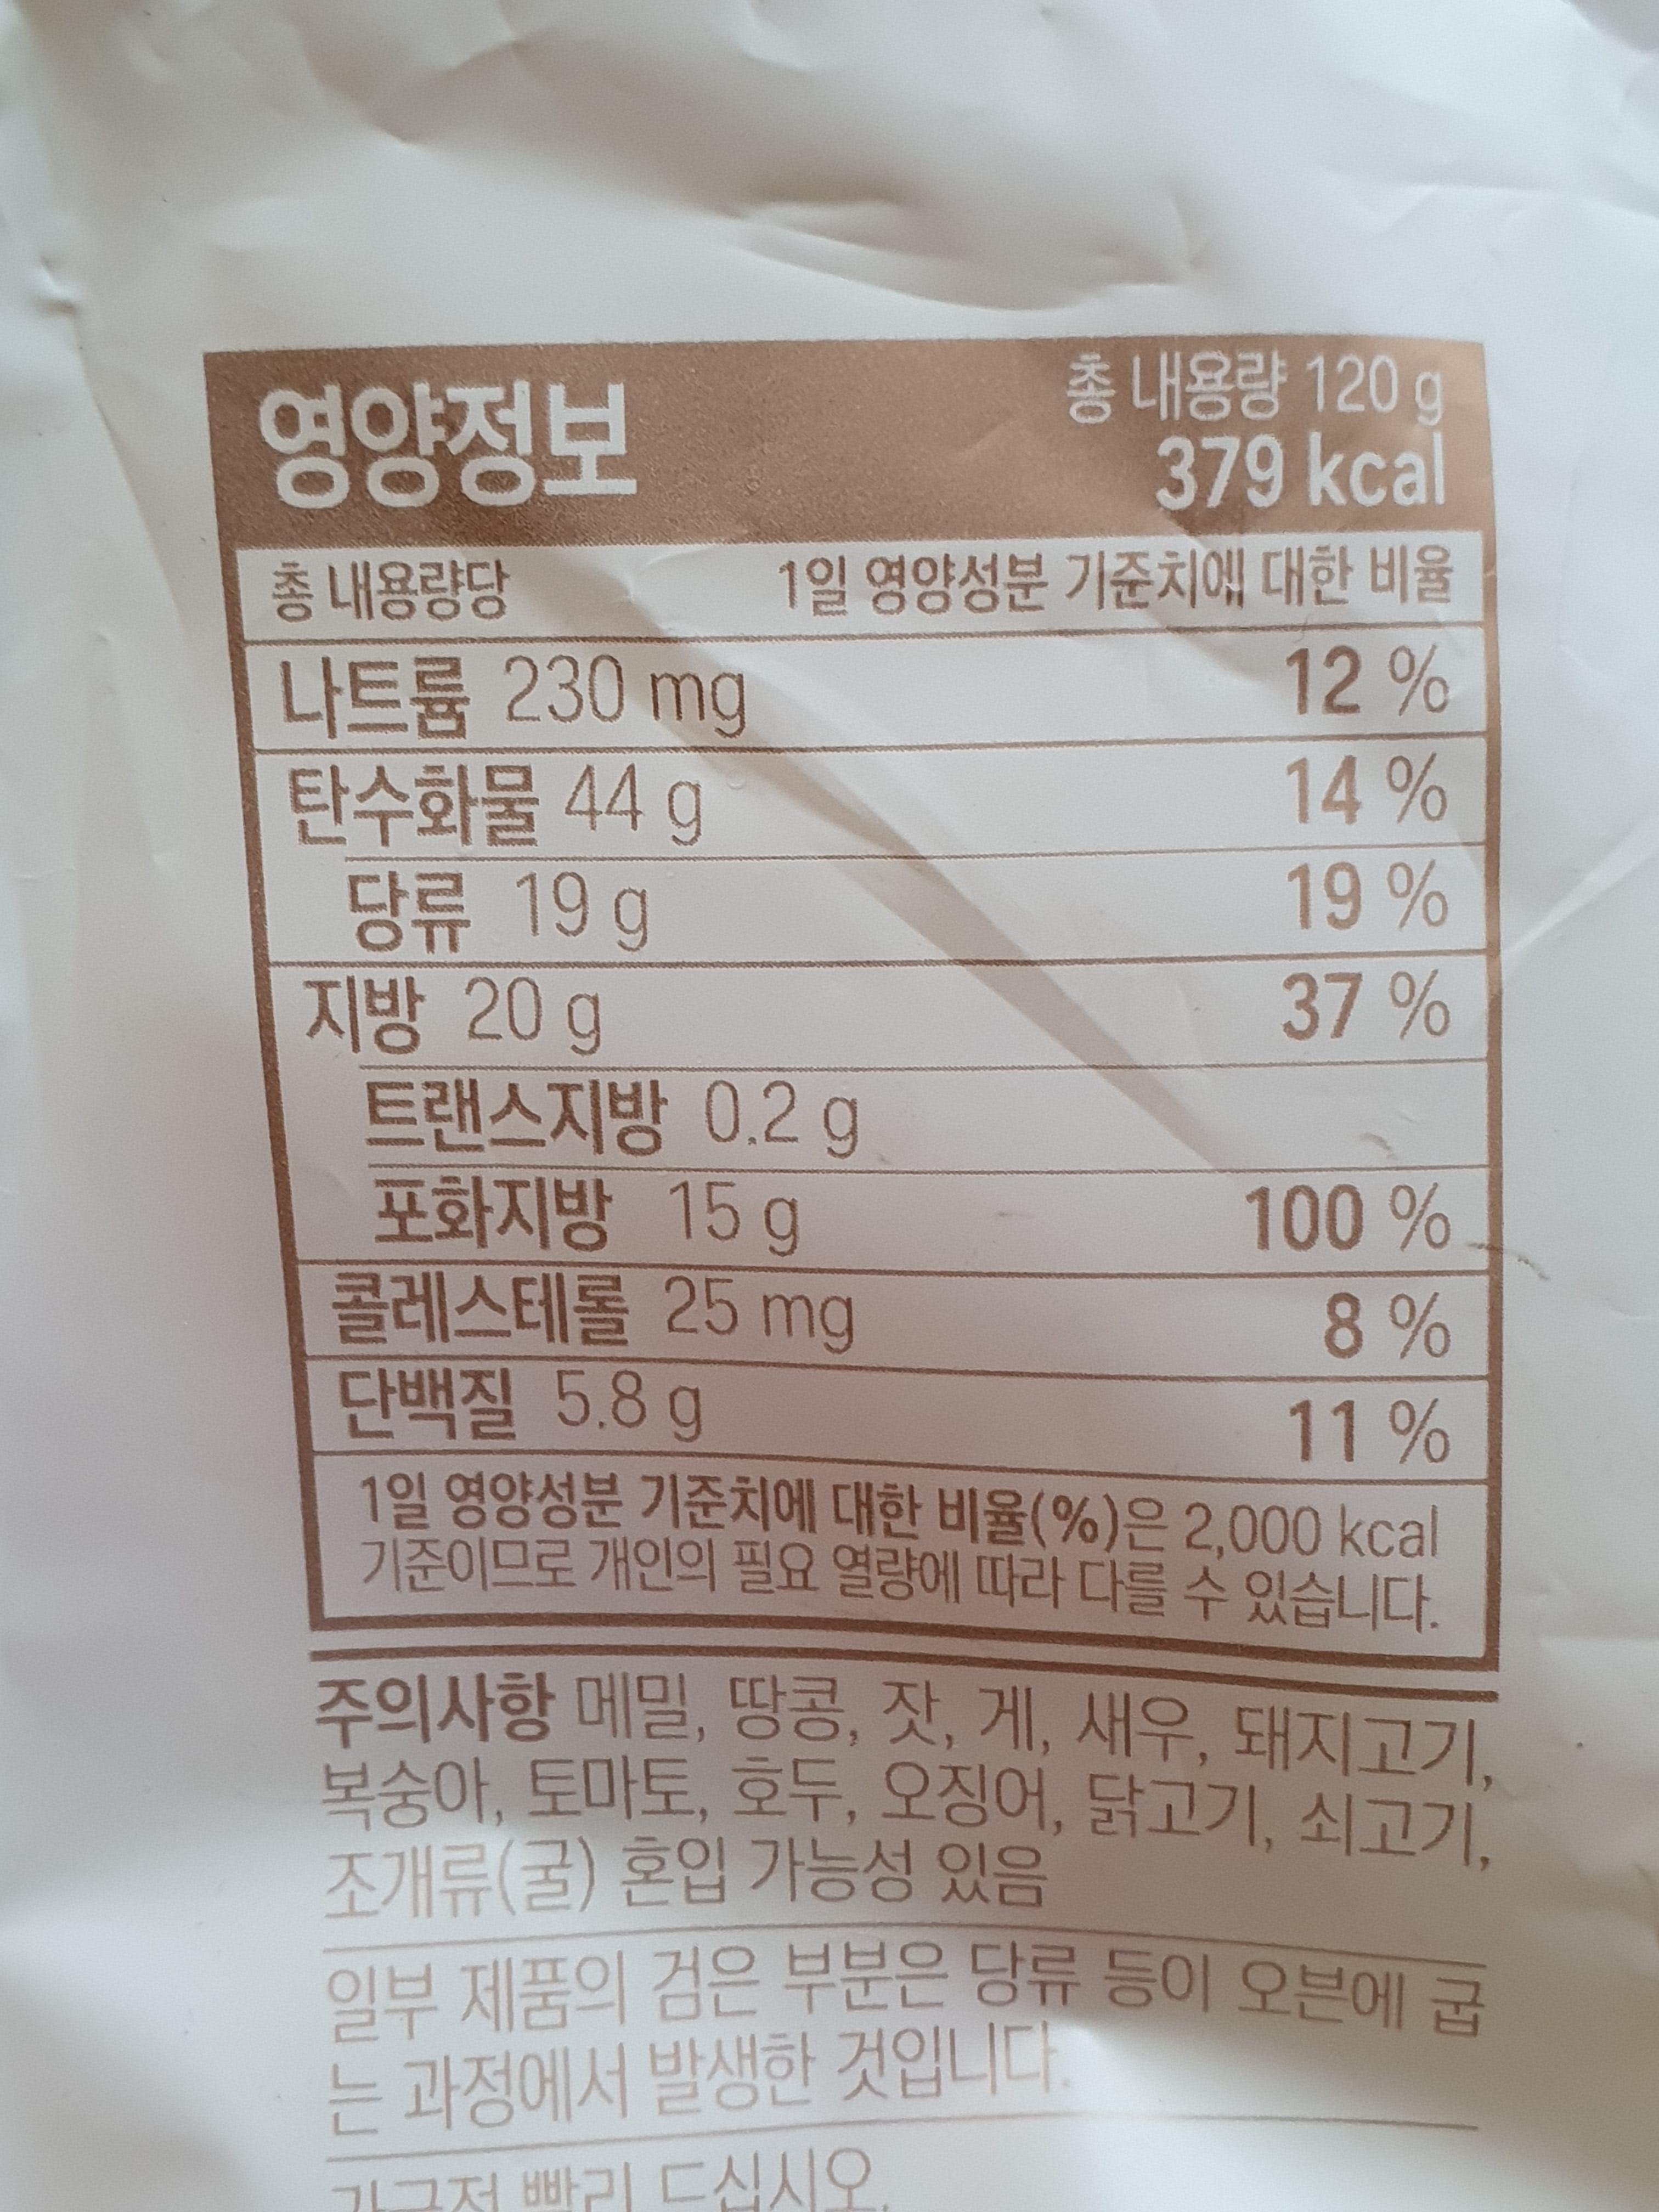 영양정보
총 내용량 120 g
379 kcal
총 내용량당 1일 영양성분 기준치에 대한 비율
나트륨 230 mg 12 %
탄수화물 44 g 14 %
당류 19 g 19 %
지방 20 g 37 %
트랜스지방 0.2 g
포화지방 15 g 100 %
콜레스테롤 25 mg 8 %
단백질 5.8 g 11 %
1일 영양성분 기준치에 대한 비율(%)은 2,000 kcal
기준이므로 개인의 필요 열량에 따라 다를 수 있습니다.
주의사항 메밀, 땅콩, 잣, 게, 새우, 돼지고기,
복숭아, 토마토, 호두, 오징어, 닭고기, 쇠고기,
조개류(굴) 혼입 가능성 있음
일부 제품의 검은 부분은 당류 등이 오븐에 굽
는 과정에서 발생한 것입니다.
가급적 빨리 드십시오.